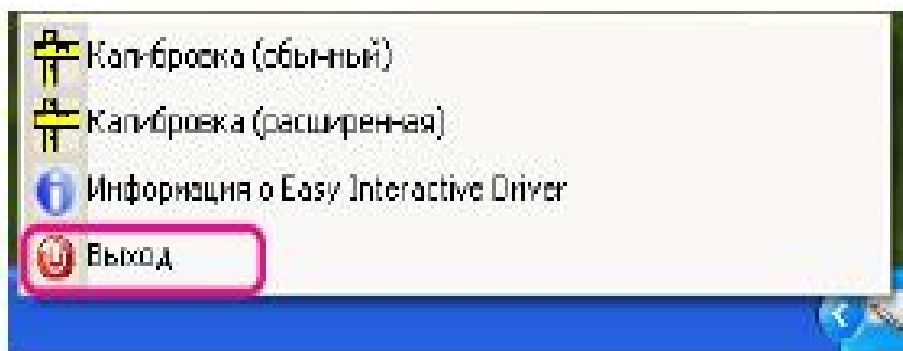 Калибровка (обычный)
Калибровка (расширенная)
Информация о Easy Interactive Driver
Выход